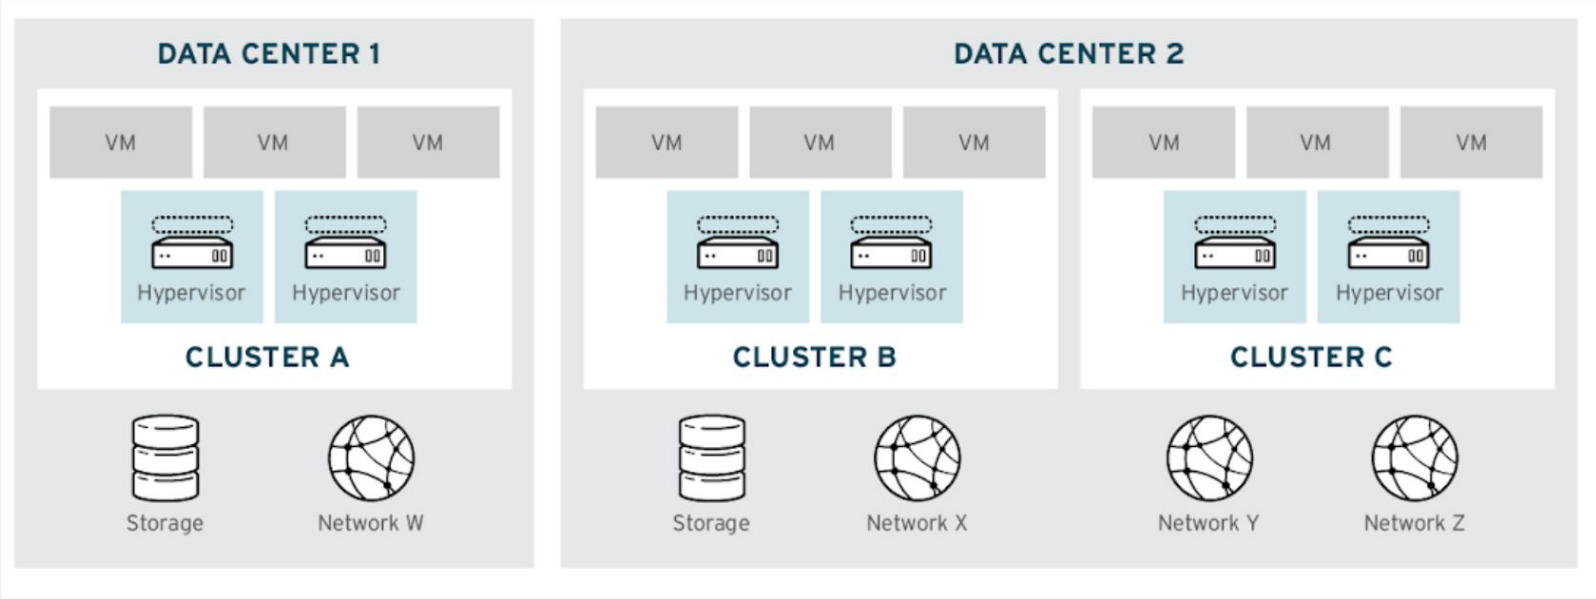 DATA CENTER 1
VM VM VM
Hypervisor Hypervisor
CLUSTER A
Storage Network W
DATA CENTER 2
VM VM VM
Hypervisor Hypervisor
CLUSTER B
VM VM VM
Hypervisor Hypervisor
CLUSTER C
Storage Network X Network Y Network Z